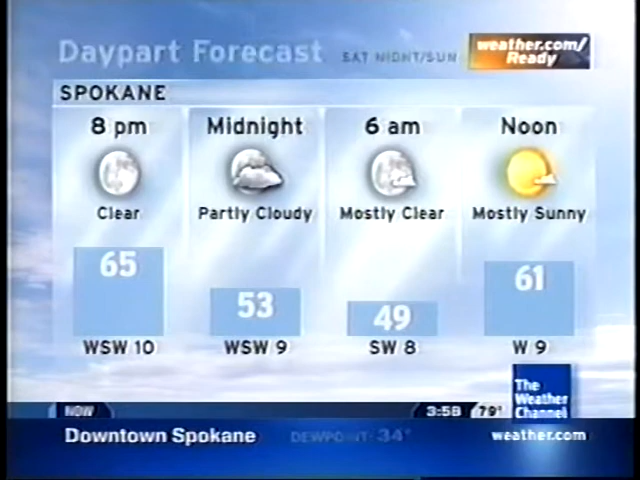 Daypart Forecast SAT NIGHT/SUN
weather.com/
Ready
SPOKANE
8 pm Midnight 6 am Noon
Clear Partly Cloudy Mostly Clear Mostly Sunny
65 53 49 61
WSW 10 WSW 9 SW 8 W 9
The
Weather
Channel
NOW 3:58 79°
Downtown Spokane DEWPOINT: 34° weather.com